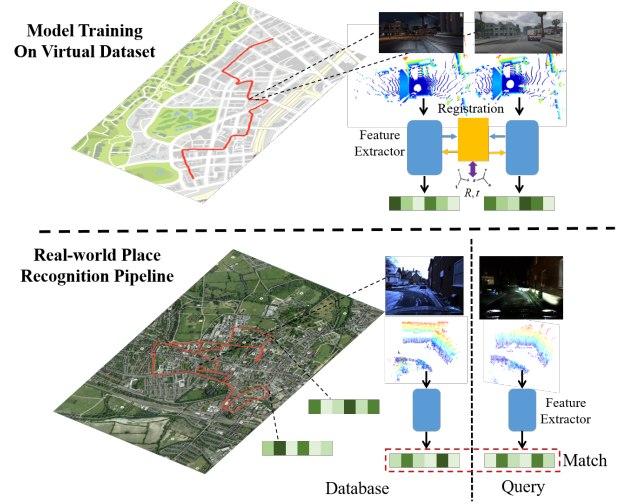 Model Training
On Virtual Dataset
Registration
Feature
Extractor
R, t
Real-world Place
Recognition Pipeline
Feature
Extractor
Match
Database
Query